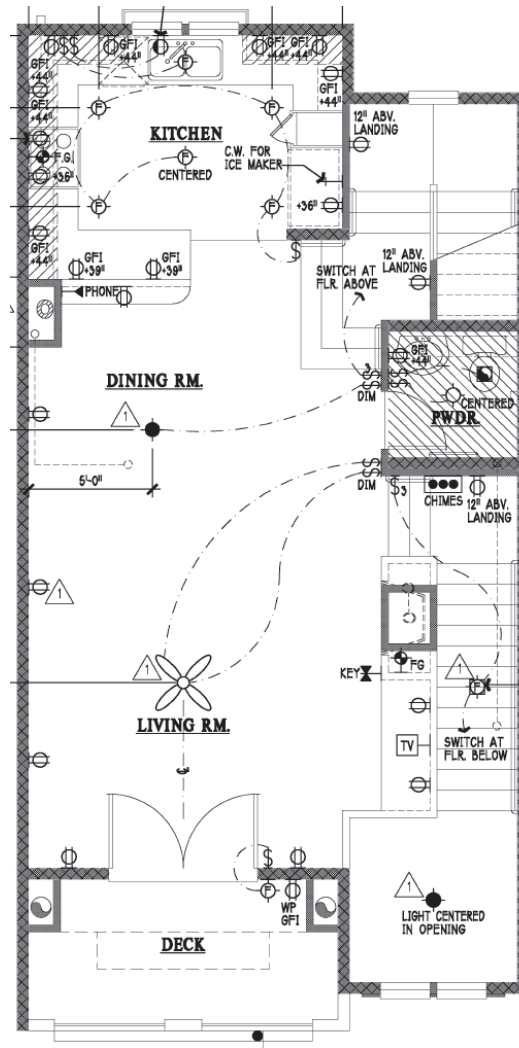 $$
GFI
+44"
GFI
+44"
GFI
+44"
GFI
+44"
GFI
+44"
F.G.
+36"
GFI
+44"
F
F
F
KITCHEN
F
CENTERED
F
F
C.W. FOR
ICE MAKER
+36"
12" ABV.
LANDING
GFI
+39"
GFI
+39"
PHONE
$
SWITCH AT
FLR. ABOVE
12" ABV.
LANDING
DINING RM.
1
5'-0"
$3
$
DIM
GFI
+44"
$$
CENTERED
PWDR.
$$
DIM
$3
CHIMES
12" ABV.
LANDING
1
1
LIVING RM.
KEY
FG
1
F
TV
SWITCH AT
FLR. BELOW
$
F
WP
GFI
1
LIGHT CENTERED
IN OPENING
DECK